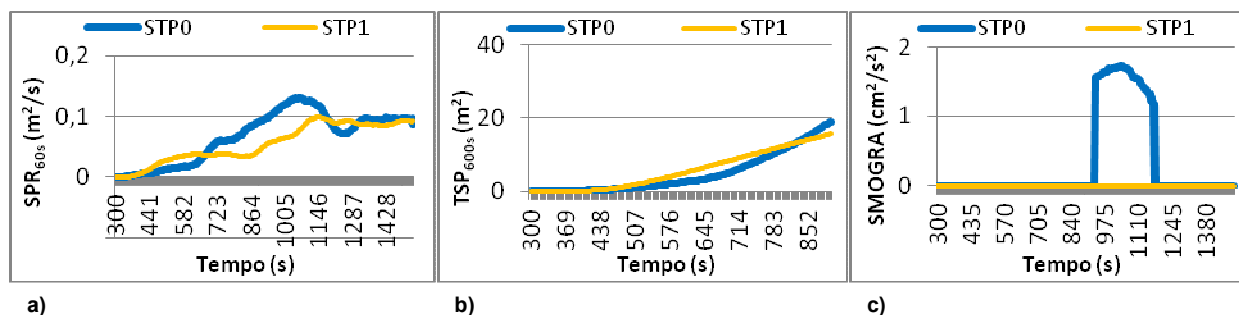 STP0 STP1
0,2
0,1
0
SPR60s (m²/s)
300 441 582 723 864 1005 1146 1287 1428
Tempo (s)
a)
STP0 STP1
40
20
0
TSP600s (m²)
300 369 438 507 576 645 714 783 852
Tempo (s)
b)
STP0 STP1
2
1
0
SMOGRA (cm²/s²)
300 435 570 705 840 975 1110 1245 1380
Tempo (s)
c)